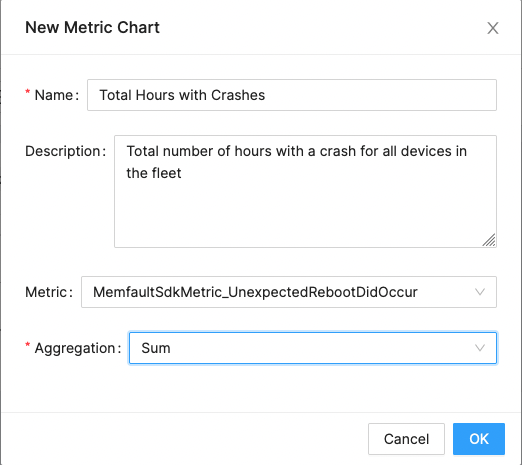 New Metric Chart
* Name: Total Hours with Crashes
Description: Total number of hours with a crash for all devices in
the fleet
Metric: MemfaultSdkMetric_UnexpectedRebootDidOccur
* Aggregation: Sum
Cancel OK